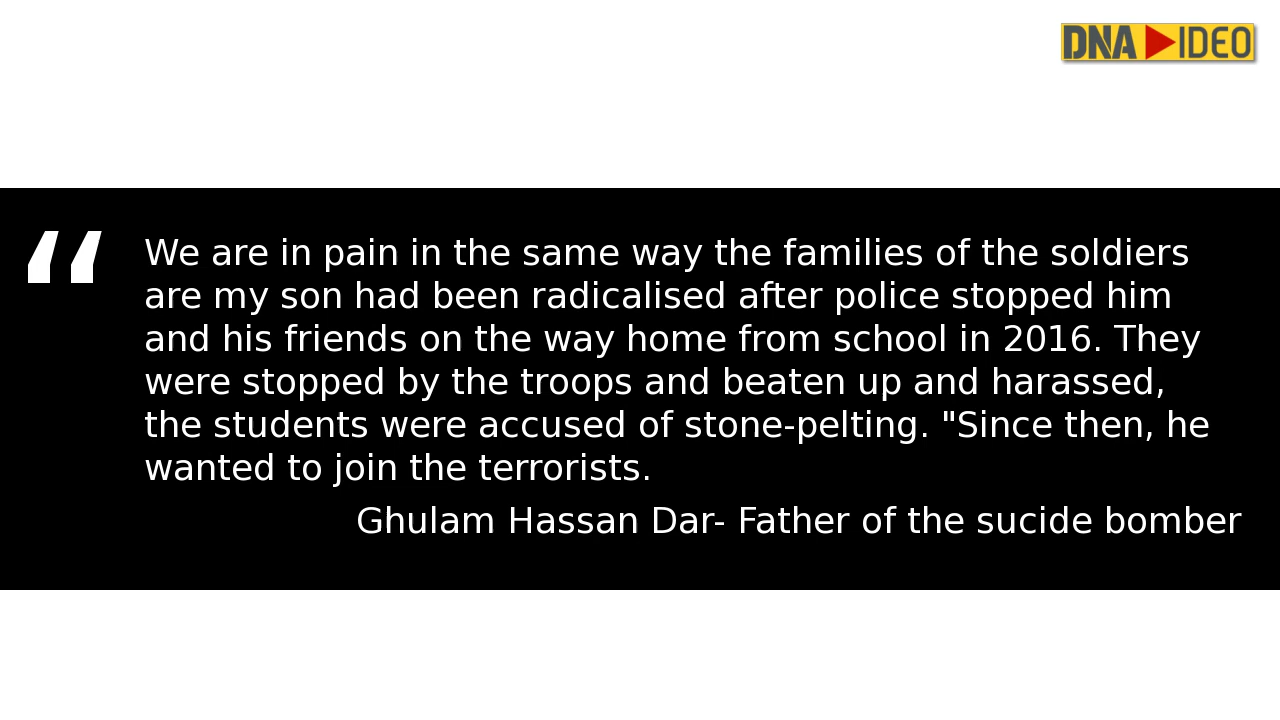 DNA VIDEO
“
We are in pain in the same way the families of the soldiers
are my son had been radicalised after police stopped him
and his friends on the way home from school in 2016. They
were stopped by the troops and beaten up and harassed,
the students were accused of stone-pelting. "Since then, he
wanted to join the terrorists.
Ghulam Hassan Dar- Father of the sucide bomber